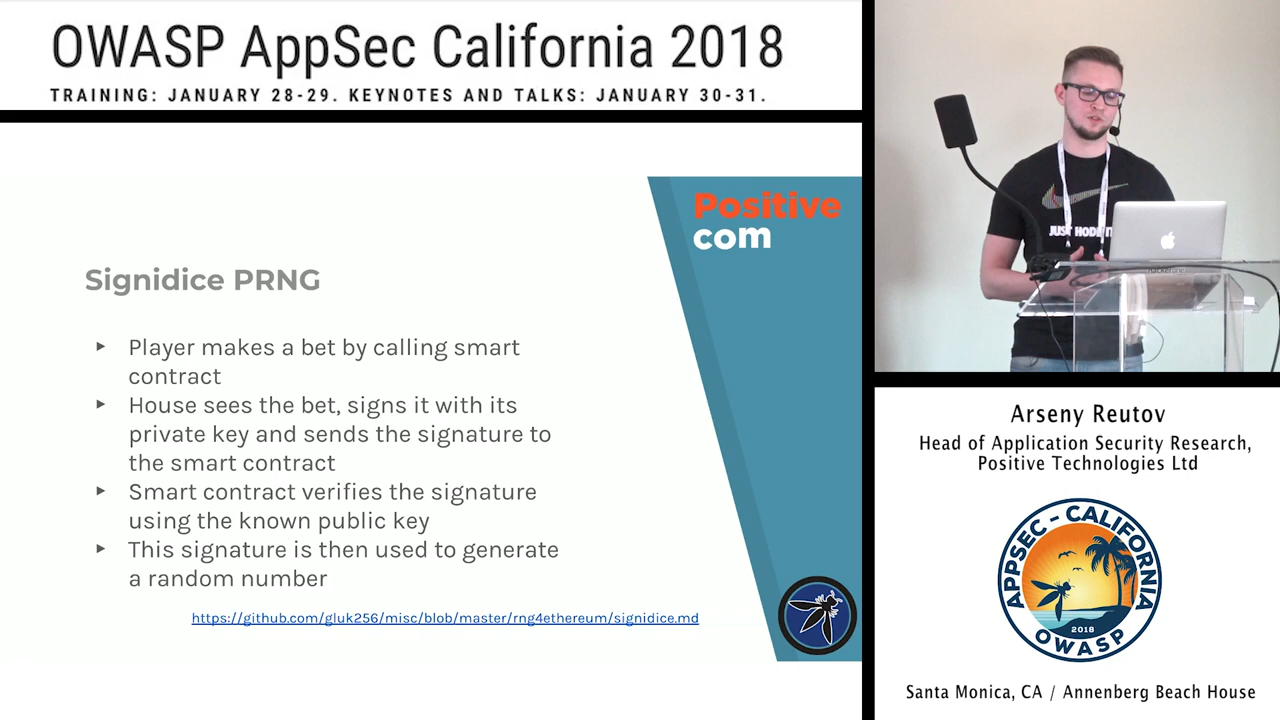 OWASP AppSec California 2018
TRAINING: JANUARY 28-29. KEYNOTES AND TALKS: JANUARY 30-31.
Positive
com
Signidice PRNG
Player makes a bet by calling smart
contract
House sees the bet, signs it with its
private key and sends the signature to
the smart contract
Smart contract verifies the signature
using the known public key
This signature is then used to generate
a random number
https://github.com/gluk256/misc/blob/master/rng4ethereum/signidice.md
JUST HODL IT
Arseny Reutov
Head of Application Security Research,
Positive Technologies Ltd
APPSEC - CALIFORNIA
2018
OWASP
Santa Monica, CA / Annenberg Beach House